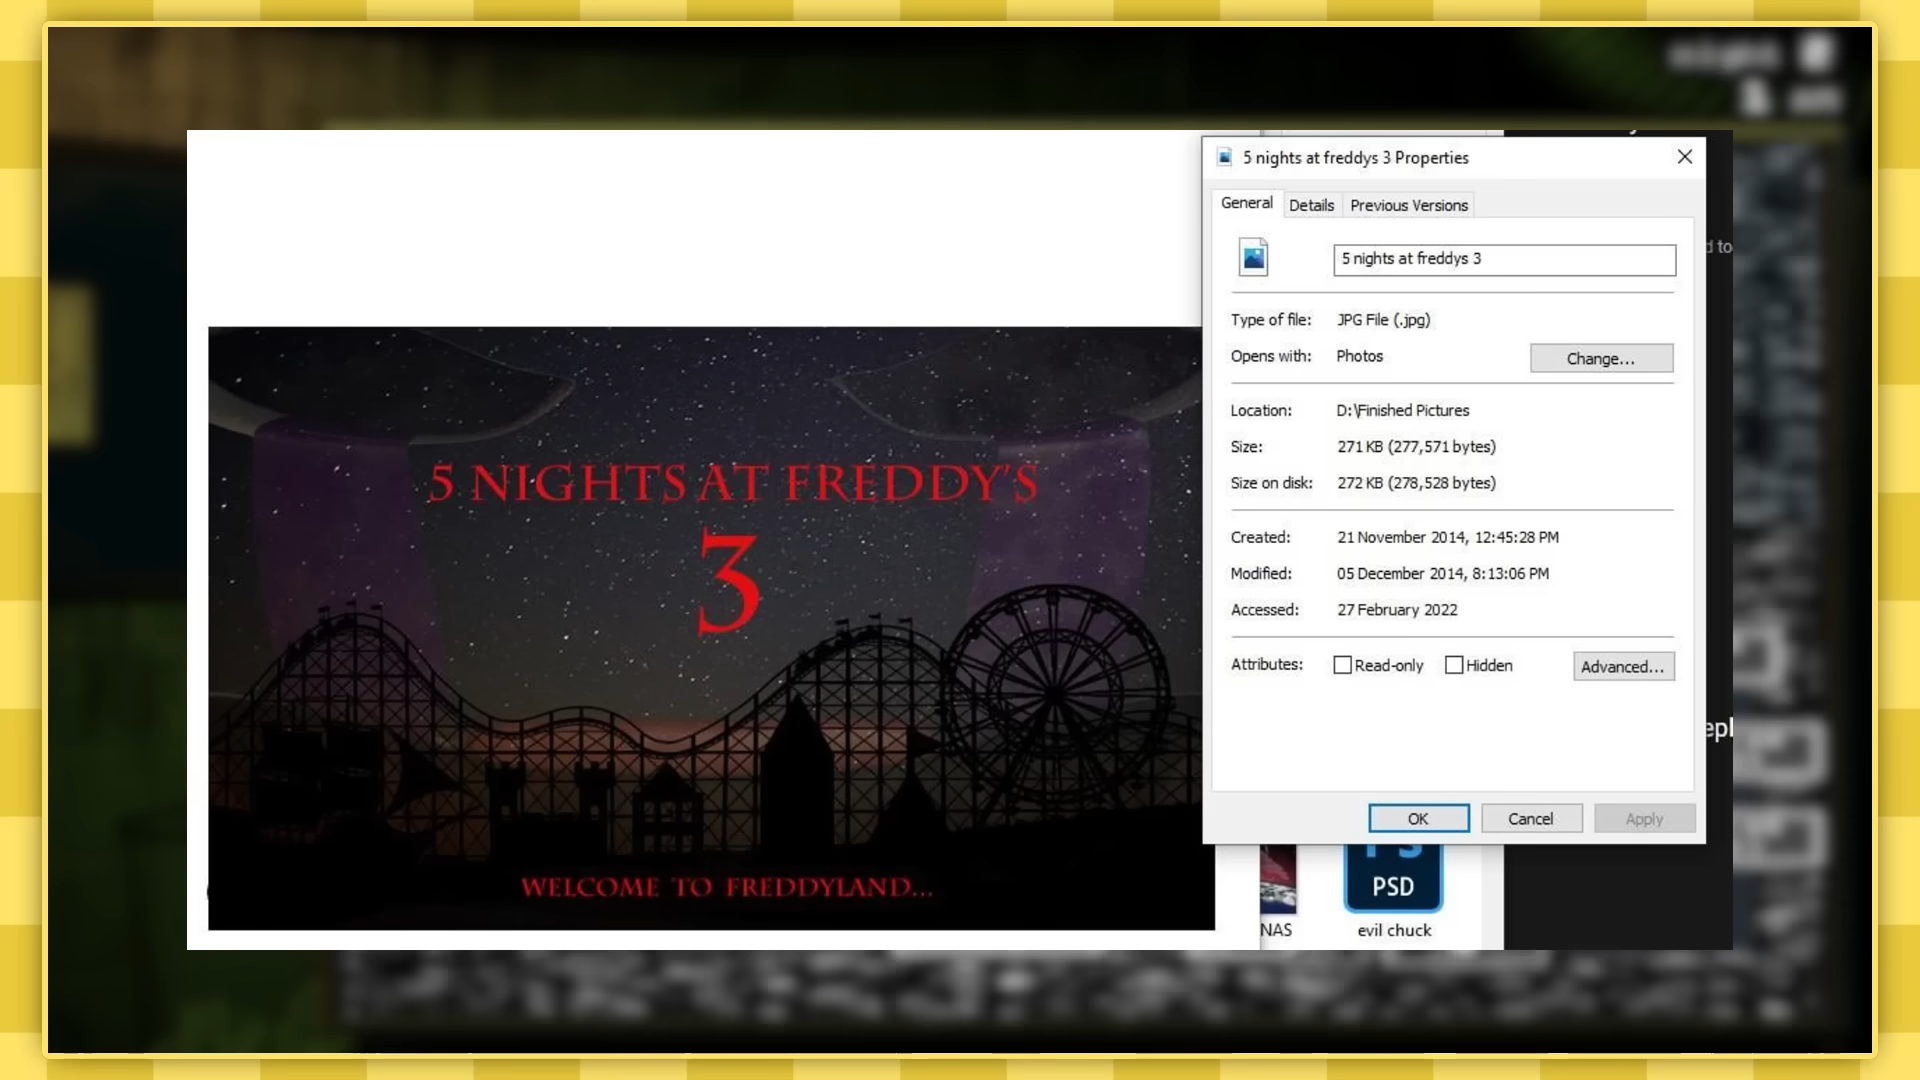 5 NIGHTS AT FREDDY'S
3
WELCOME TO FREDDYLAND...
5 nights at freddys 3 Properties
General Details Previous Versions
5 nights at freddys 3
Type of file: JPG File (.jpg)
Opens with: Photos Change...
Location: D:\Finished Pictures
Size: 271 KB (277,571 bytes)
Size on disk: 272 KB (278,528 bytes)
Created: 21 November 2014, 12:45:28 PM
Modified: 05 December 2014, 8:13:06 PM
Accessed: 27 February 2022
Attributes: Read-only Hidden Advanced...
OK Cancel Apply
PSD
NAS evil chuck